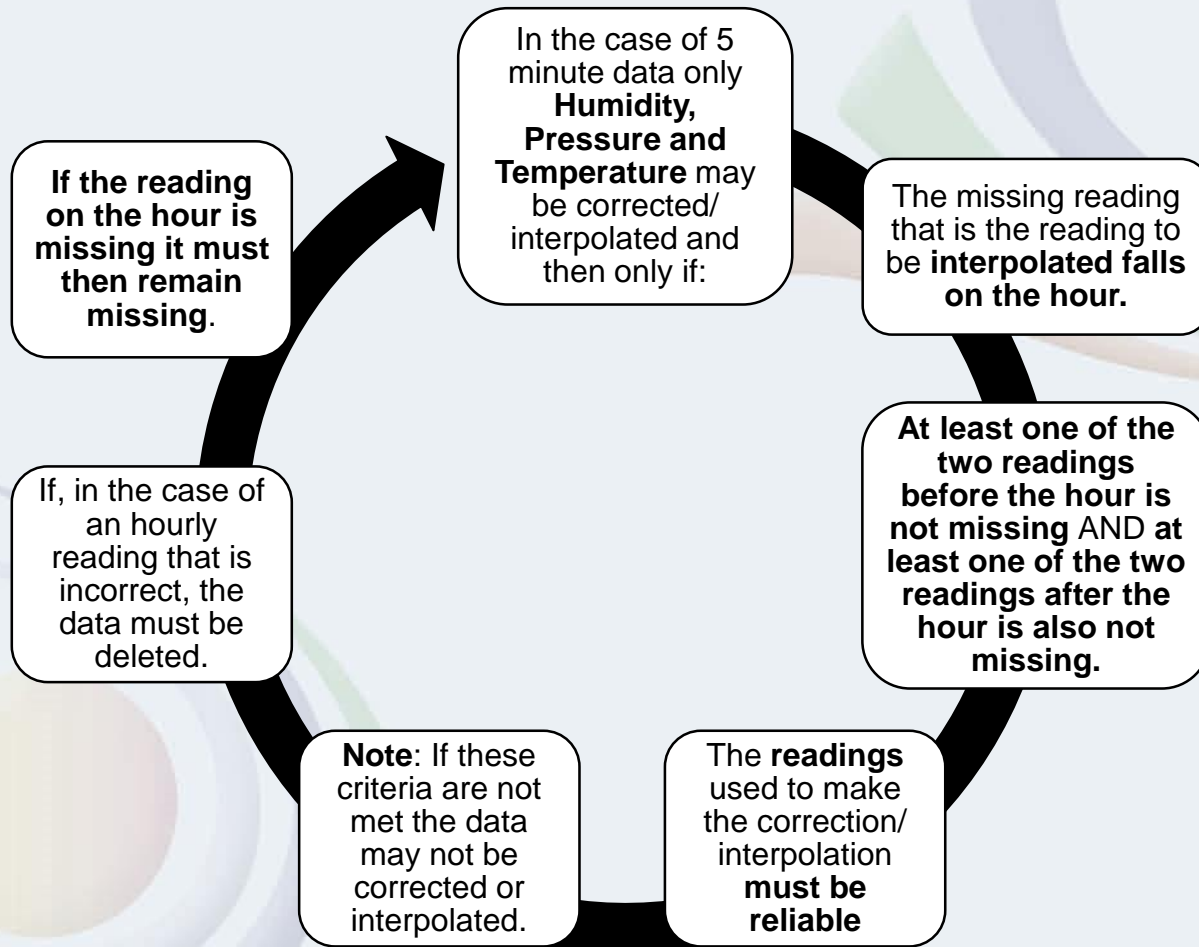 In the case of 5
minute data only
Humidity,
Pressure and
Temperature may
be corrected/
interpolated and
then only if:
The missing reading
that is the reading to
be interpolated falls
on the hour.
At least one of the
two readings
before the hour is
not missing AND at
least one of the two
readings after the
hour is also not
missing.
The readings
used to make
the correction/
interpolation
must be
reliable
Note: If these
criteria are not
met the data
may not be
corrected or
interpolated.
If, in the case of
an hourly
reading that is
incorrect, the
data must be
deleted.
If the reading
on the hour is
missing it must
then remain
missing.